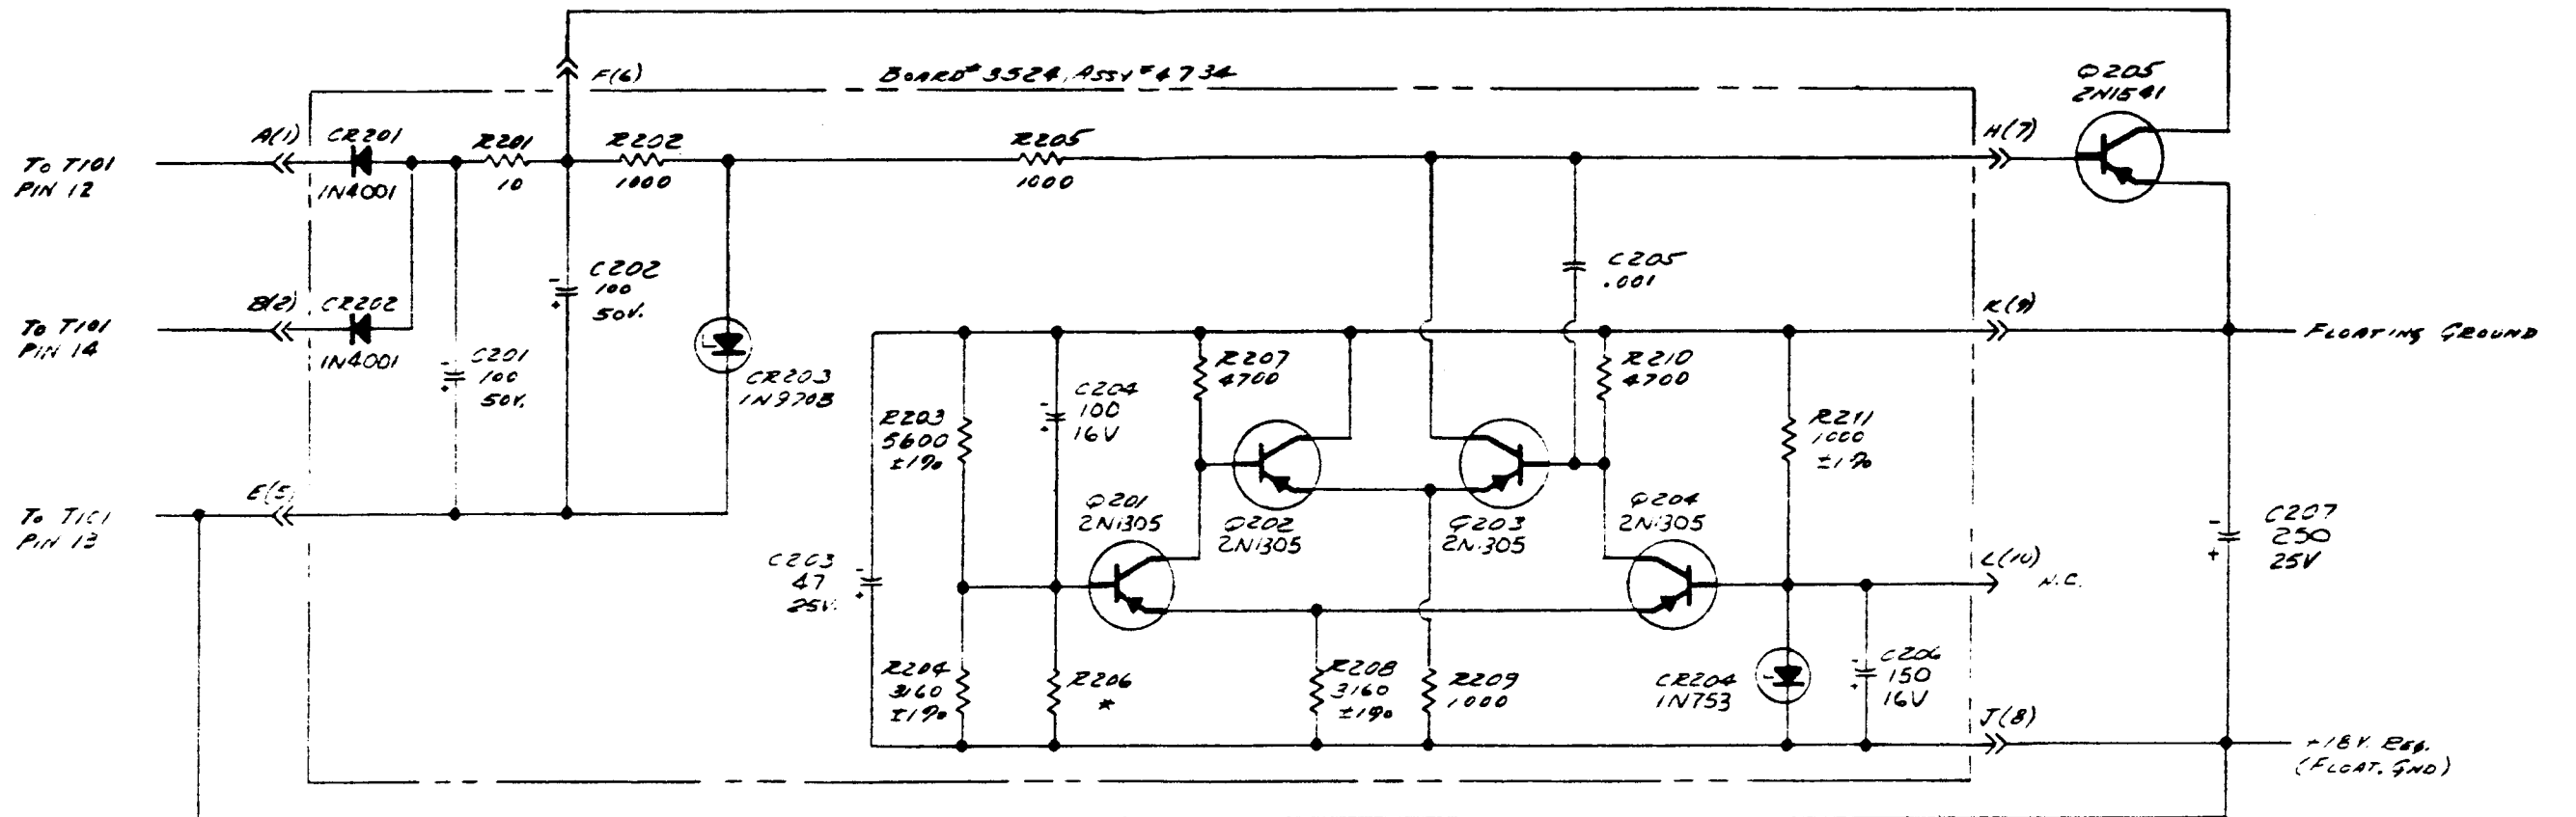 F(6)
BOARD # 3524, ASSY # 4734
Q205
2N1541
A(1)
CR201
1N4001
R201
10
R202
1000
R205
1000
H(7)
TO T101
PIN 12
C202
100
50V.
C205
.001
B(2)
CR202
1N4001
K(9)
TO T101
PIN 14
FLOATING GROUND
C201
100
50V.
CR203
1N970B
R207
4700
R210
4700
C204
100
16V
R203
5600
±1%
R211
1000
±1%
E(5)
TO T101
PIN 13
Q201
2N1305
Q202
2N1305
Q203
2N1305
Q204
2N1305
C207
250
25V
C203
47
25V.
L(10)
N.C.
R204
3160
±1%
R206
*
R208
3160
±1%
R209
1000
CR204
1N753
C206
150
16V
J(8)
+18V. REG.
(FLOAT. GND)